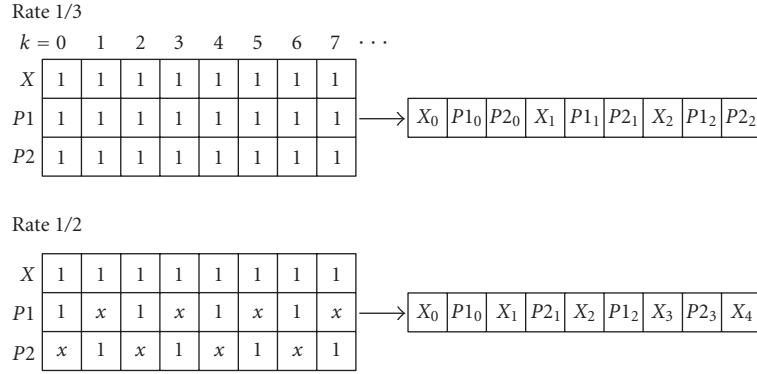 Rate 1/3
k = 0 1 2 3 4 5 6 7 ···
X 1 1 1 1 1 1 1 1
P1 1 1 1 1 1 1 1 1
X₀ P1₀ P2₀ X₁ P1₁ P2₁ X₂ P1₂ P2₂
P2 1 1 1 1 1 1 1 1
Rate 1/2
X 1 1 1 1 1 1 1 1
P1 1 x 1 x 1 x 1 x
X₀ P1₀ X₁ P2₁ X₂ P1₂ X₃ P2₃ X₄
P2 x 1 x 1 x 1 x 1